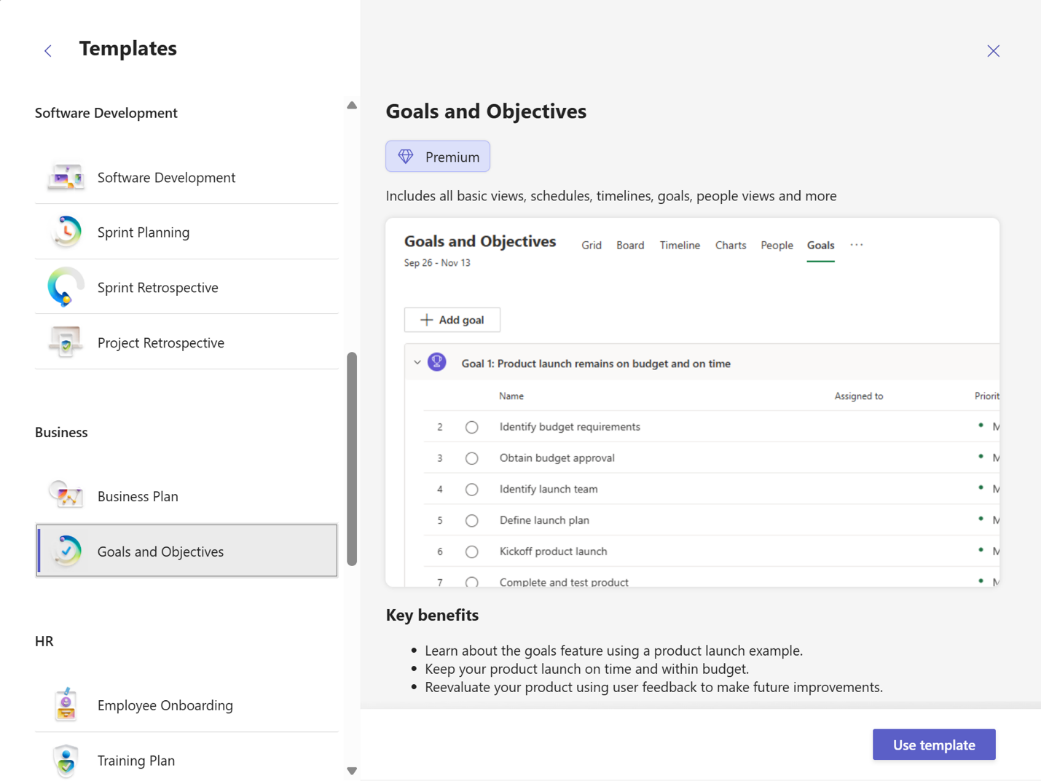 Templates
Software Development
Software Development
Sprint Planning
Sprint Retrospective
Project Retrospective
Business
Business Plan
Goals and Objectives
HR
Employee Onboarding
Training Plan
Goals and Objectives
Premium
Includes all basic views, schedules, timelines, goals, people views and more
Goals and Objectives Grid Board Timeline Charts People Goals ···
Sep 26 - Nov 13
Add goal
Goal 1: Product launch remains on budget and on time
Name Assigned to Priorit
2 Identify budget requirements M
3 Obtain budget approval M
4 Identify launch team M
5 Define launch plan M
6 Kickoff product launch M
7 Complete and test product M
Key benefits
• Learn about the goals feature using a product launch example.
• Keep your product launch on time and within budget.
• Reevaluate your product using user feedback to make future improvements.
Use template